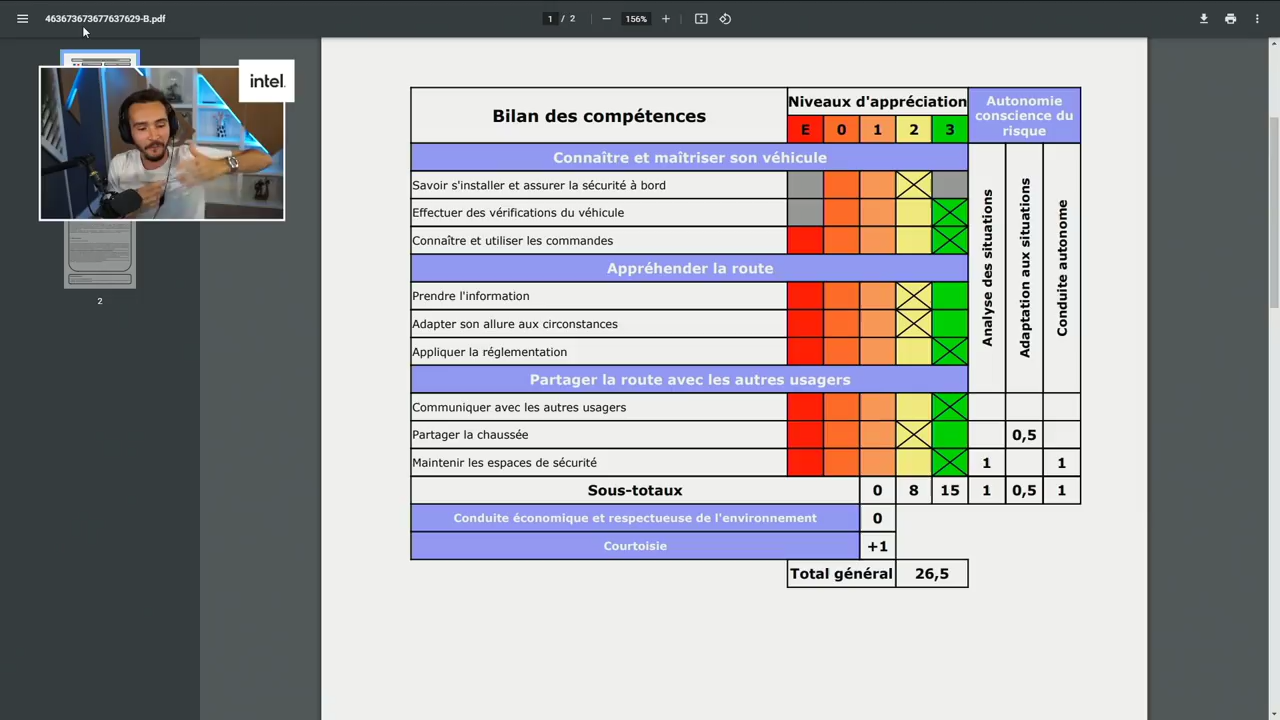 463673673677637629-B.pdf
1 / 2
156%
intel.
2
Bilan des compétences
Niveaux d'appréciation
Autonomie
conscience du
risque
E 0 1 2 3
Connaître et maîtriser son véhicule
Analyse des situations
Adaptation aux situations
Conduite autonome
Savoir s'installer et assurer la sécurité à bord
Effectuer des vérifications du véhicule
Connaître et utiliser les commandes
Appréhender la route
Prendre l'information
Adapter son allure aux circonstances
Appliquer la réglementation
Partager la route avec les autres usagers
Communiquer avec les autres usagers
Partager la chaussée 0,5
Maintenir les espaces de sécurité 1 1
Sous-totaux 0 8 15 1 0,5 1
Conduite économique et respectueuse de l'environnement 0
Courtoisie +1
Total général 26,5